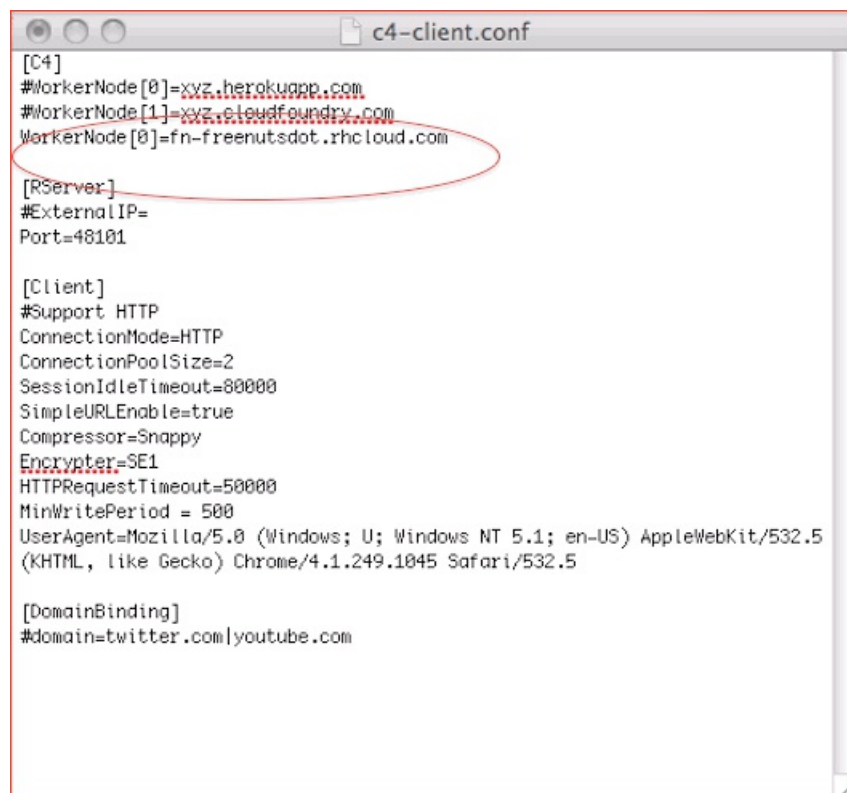 c4-client.conf
[C4]
#WorkerNode[0]=xyz.herokuapp.com
#WorkerNode[1]=xyz.cloudfoundry.com
WorkerNode[0]=fn-freenutsdot.rhcloud.com
[RServer]
#ExternalIP=
Port=48101
[Client]
#Support HTTP
ConnectionMode=HTTP
ConnectionPoolSize=2
SessionIdleTimeout=80000
SimpleURLEnable=true
Compressor=Snappy
Encrypter=SE1
HTTPRequestTimeout=50000
MinWritePeriod = 500
UserAgent=Mozilla/5.0 (Windows; U; Windows NT 5.1; en-US) AppleWebKit/532.5
(KHTML, like Gecko) Chrome/4.1.249.1045 Safari/532.5
[DomainBinding]
#domain=twitter.com|youtube.com